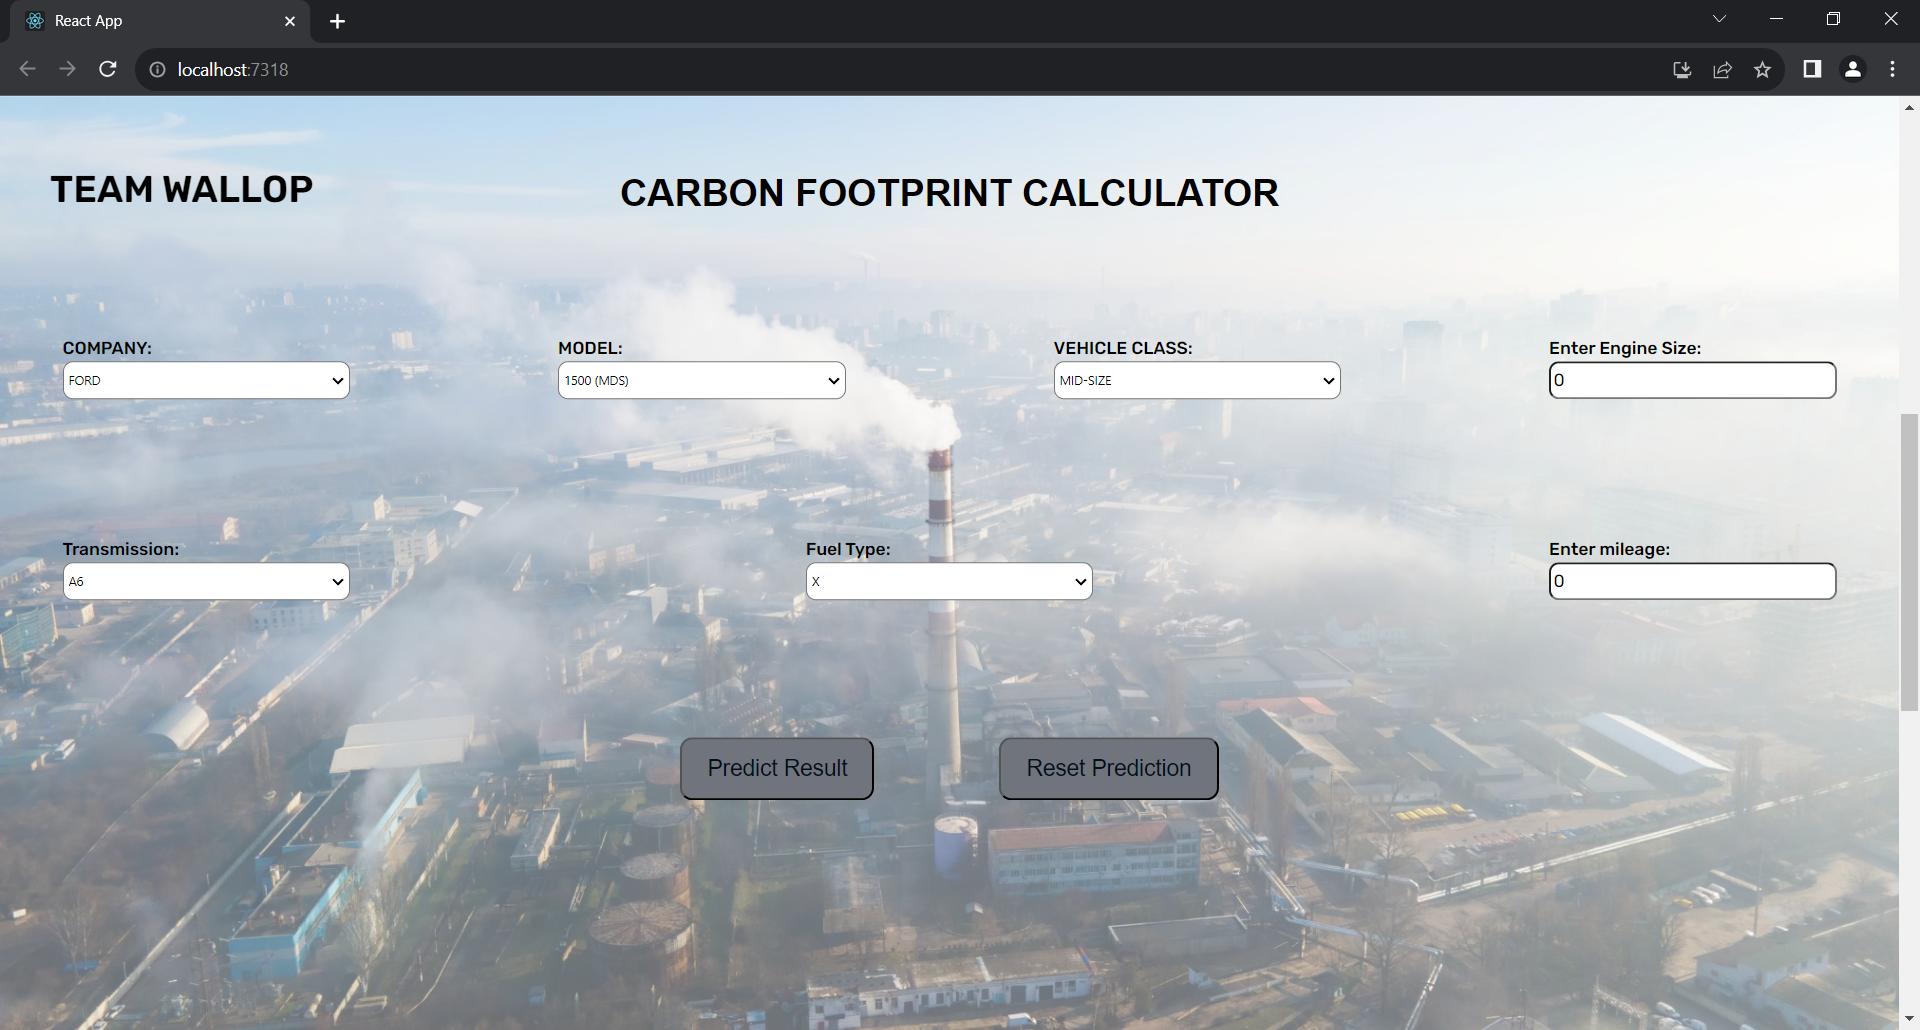 React App
localhost:7318
TEAM WALLOP
CARBON FOOTPRINT CALCULATOR
COMPANY:
FORD
MODEL:
1500 (MDS)
VEHICLE CLASS:
MID-SIZE
Enter Engine Size:
0
Transmission:
A6
Fuel Type:
X
Enter mileage:
0
Predict Result
Reset Prediction